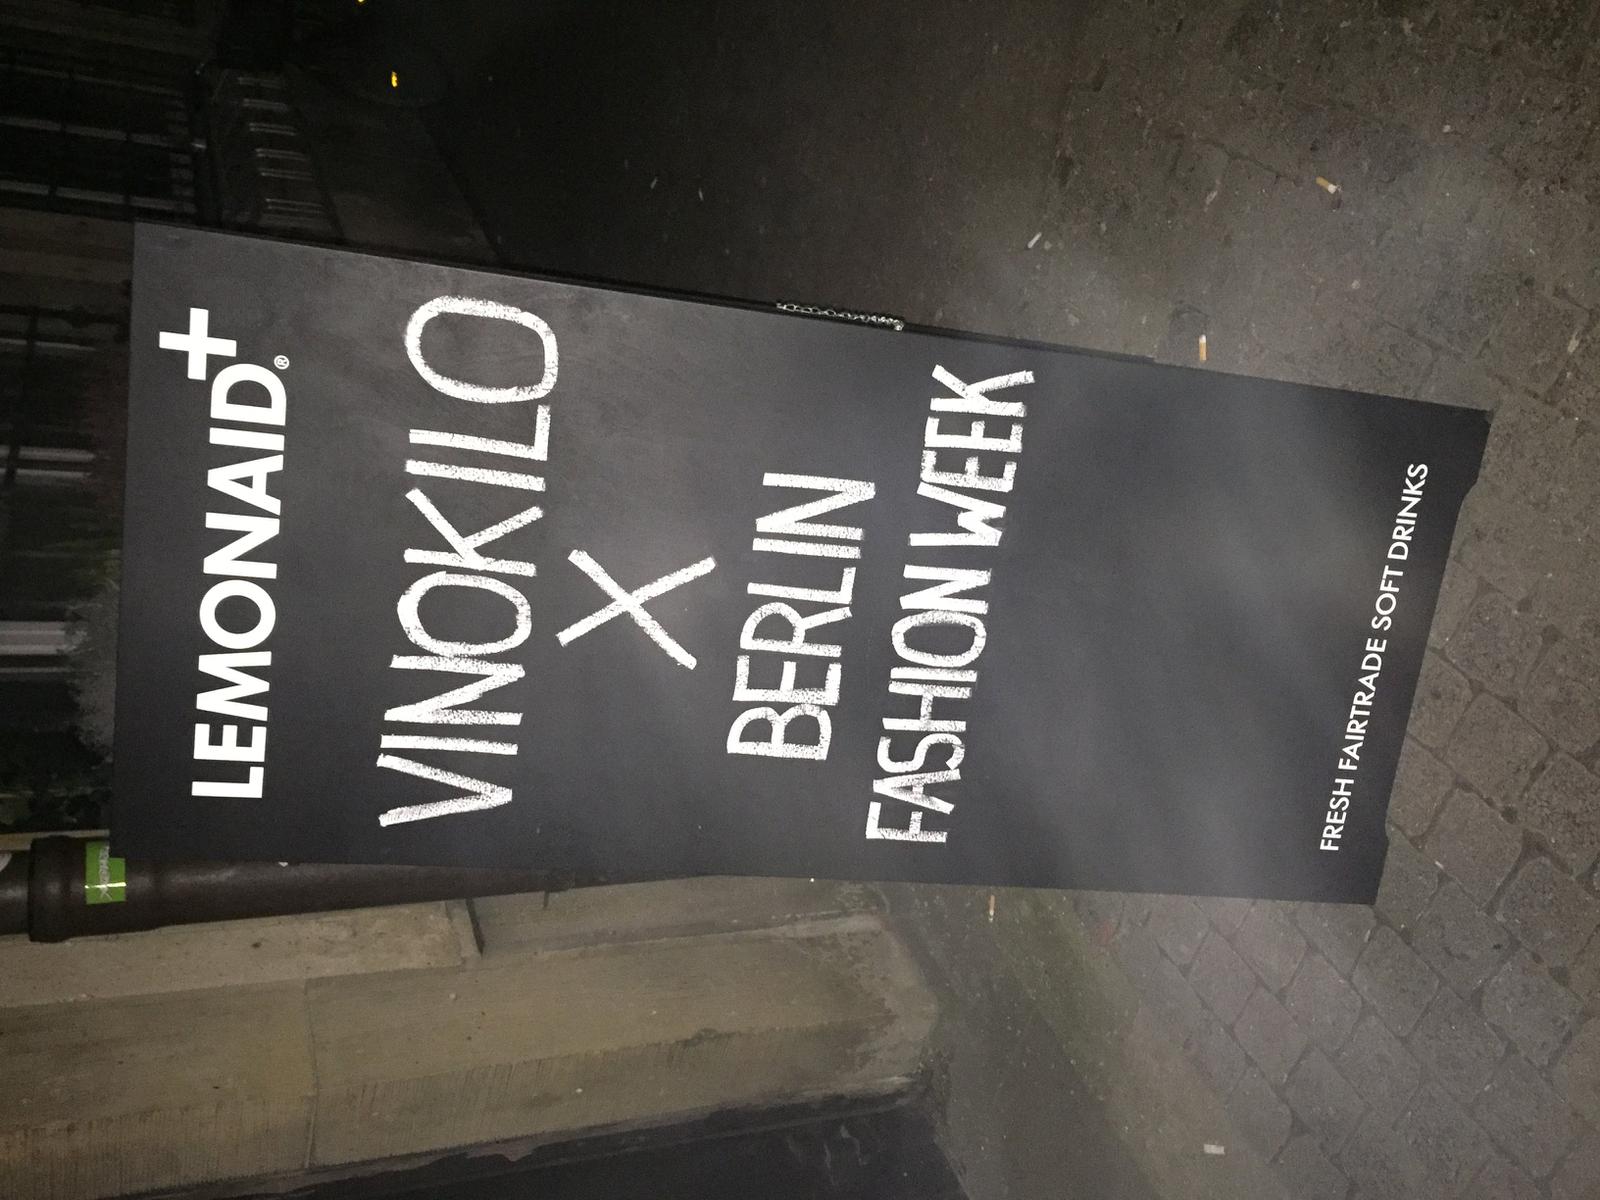 LEMONAID+®
VINOKILO
X
BERLIN
FASHION WEEK
FRESH FAIRTRADE SOFT DRINKS